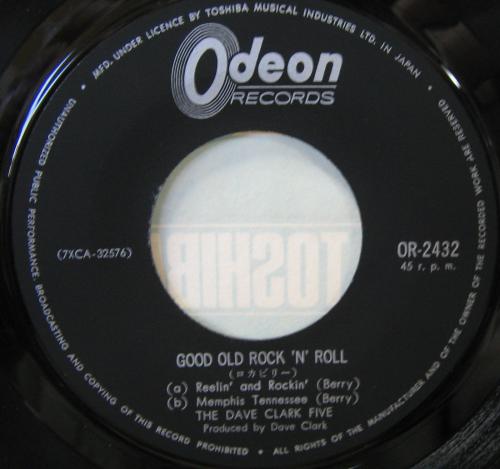 MFD. UNDER LICENCE BY TOSHIBA MUSICAL INDUSTRIES LTD. IN JAPAN •
Odeon
RECORDS
(7XCA-32576)
OR-2432
45 r. p. m.
TOSHIB
GOOD OLD ROCK 'N' ROLL
(ロカビリー)
(a) Reelin' and Rockin' (Berry)
(b) Memphis Tennessee (Berry)
THE DAVE CLARK FIVE
Produced by Dave Clark
• ALL RIGHTS OF THE MANUFACTURER AND OF THE OWNER OF THE RECORDED WORK ARE RESERVED •
UNAUTHORIZED PUBLIC PERFORMANCE, BROADCASTING AND COPYING OF THIS RECORD PROHIBITED